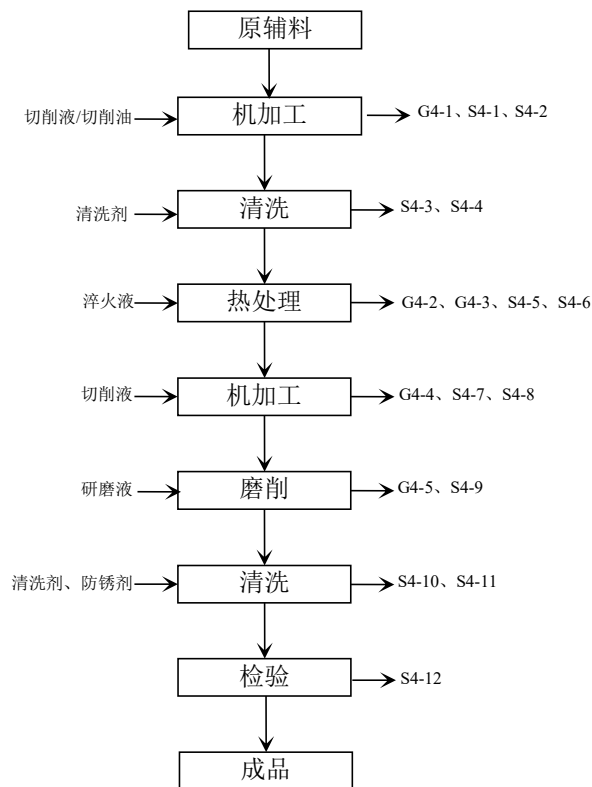 原辅料
切削液/切削油 机加工 G4-1、S4-1、S4-2
清洗剂 清洗 S4-3、S4-4
淬火液 热处理 G4-2、G4-3、S4-5、S4-6
切削液 机加工 G4-4、S4-7、S4-8
研磨液 磨削 G4-5、S4-9
清洗剂、防锈剂 清洗 S4-10、S4-11
检验 S4-12
成品